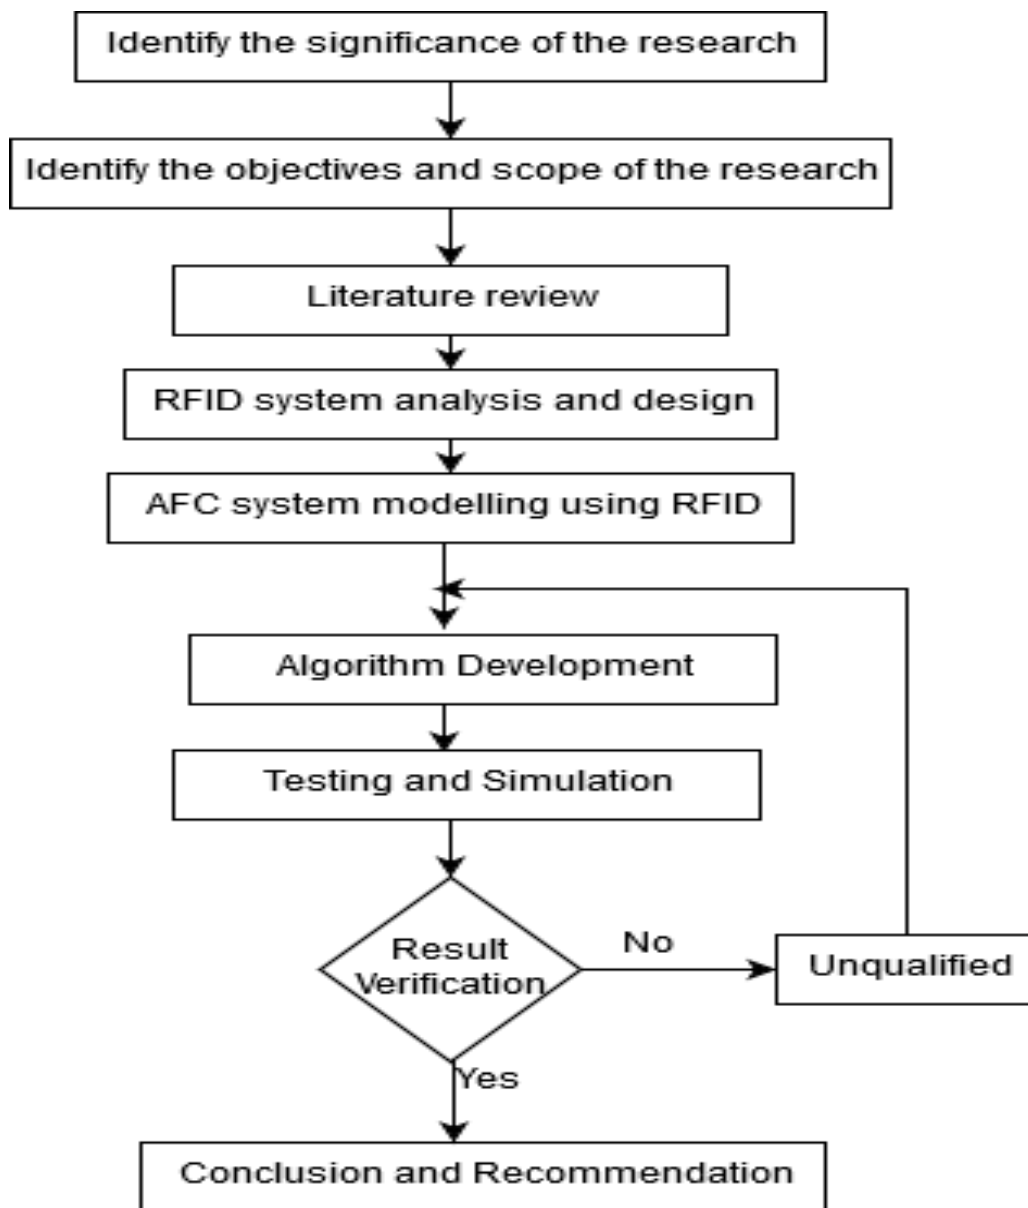 Identify the significance of the research
Identify the objectives and scope of the research
Literature review
RFID system analysis and design
AFC system modelling using RFID
Algorithm Development
Testing and Simulation
Result
Verification
No
Unqualified
Yes
Conclusion and Recommendation